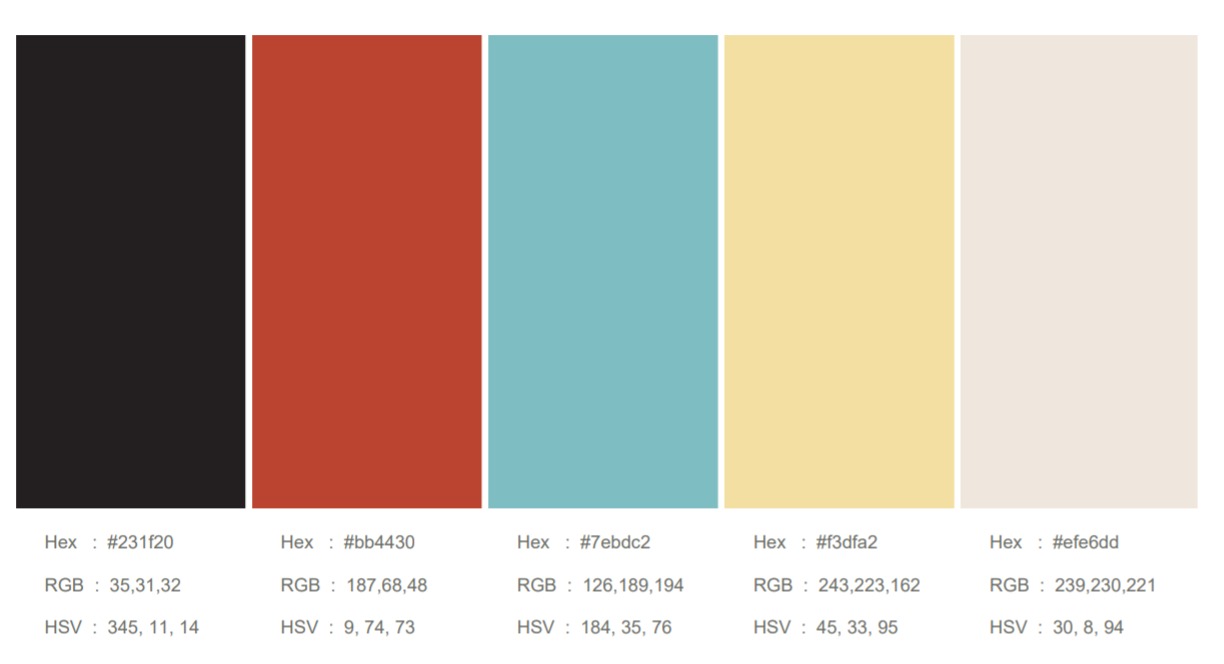 Hex : #231f20
RGB : 35,31,32
HSV : 345, 11, 14
Hex : #bb4430
RGB : 187,68,48
HSV : 9, 74, 73
Hex : #7ebdc2
RGB : 126,189,194
HSV : 184, 35, 76
Hex : #f3dfa2
RGB : 243,223,162
HSV : 45, 33, 95
Hex : #efe6dd
RGB : 239,230,221
HSV : 30, 8, 94